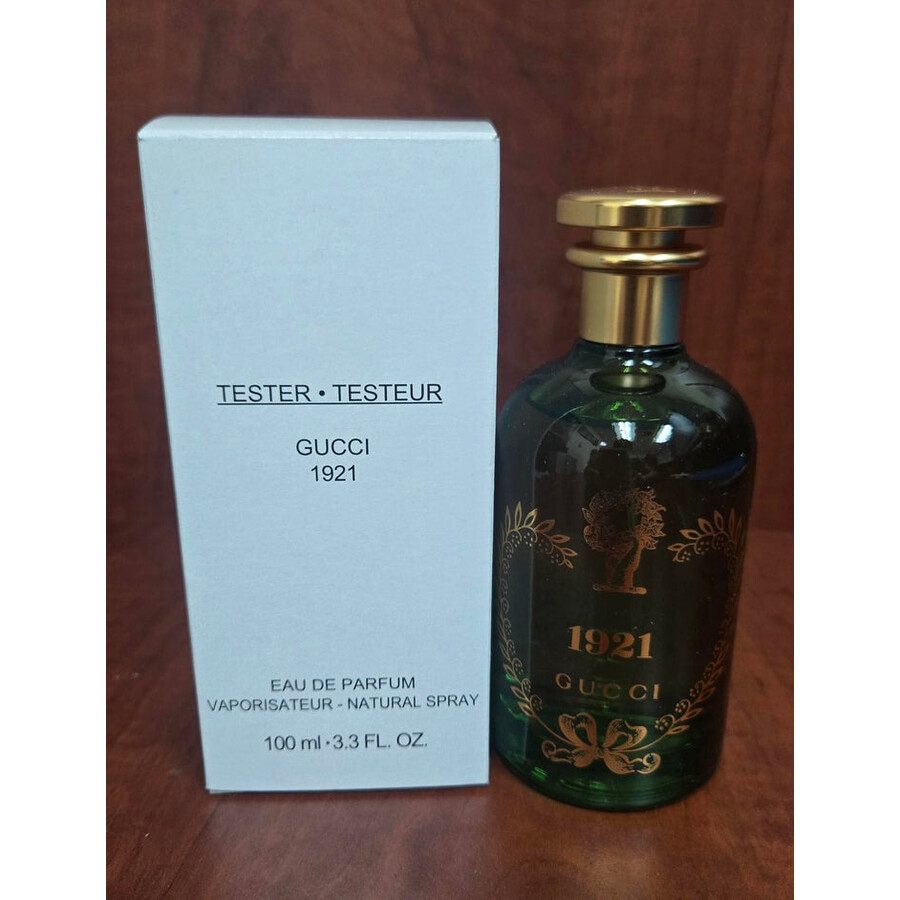 TESTER • TESTEUR
GUCCI
1921
EAU DE PARFUM
VAPORISATEUR - NATURAL SPRAY
100 ml • 3.3 FL. OZ.
1921
GUCCI